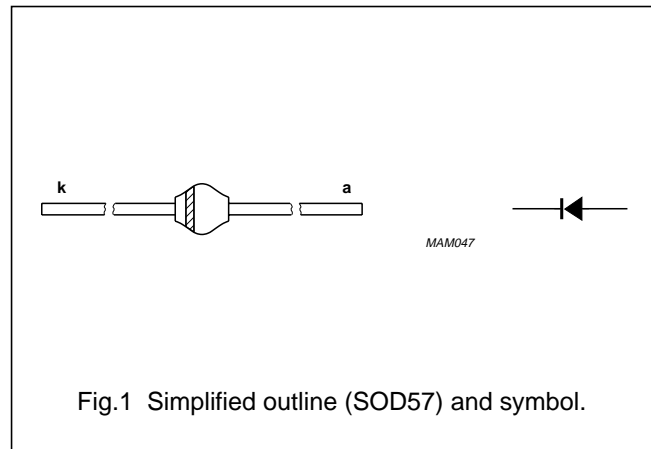 k a
MAM047
Fig.1 Simplified outline (SOD57) and symbol.